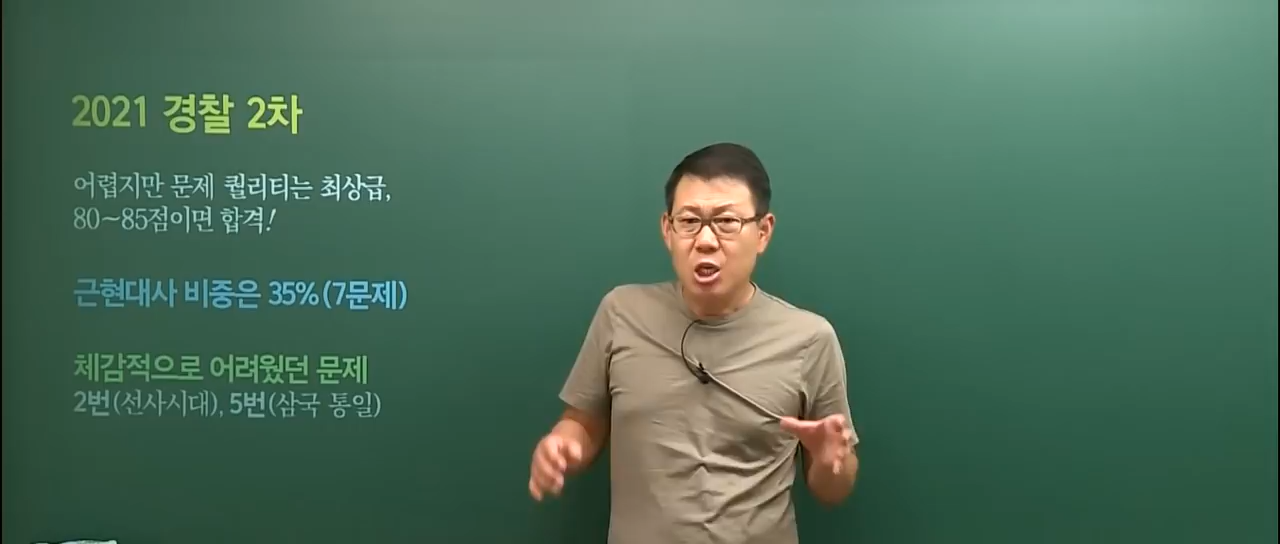 2021 경찰 2차
어렵지만 문제 퀄리티는 최상급,
80~85점이면 합격!
근현대사 비중은 35%(7문제)
체감적으로 어려웠던 문제
2번(선사시대), 5번(삼국 통일)